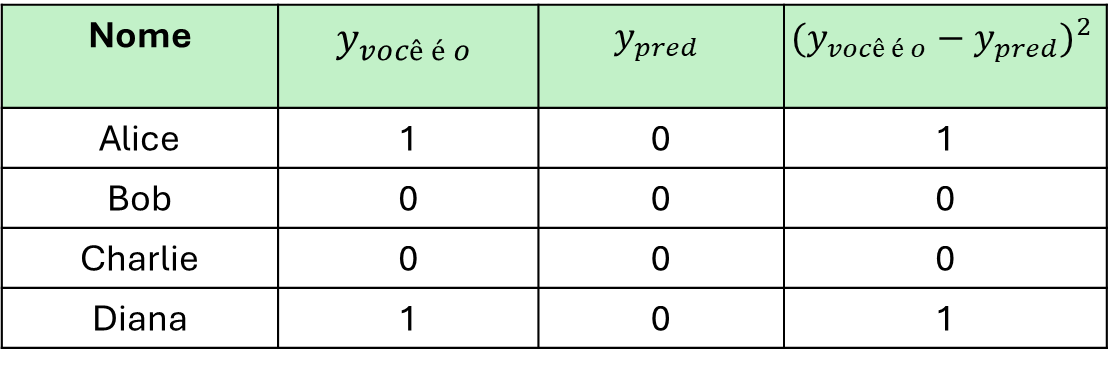 Nome y_{você é o} y_{pred} (y_{você é o} − y_{pred})²
Alice 1 0 1
Bob 0 0 0
Charlie 0 0 0
Diana 1 0 1